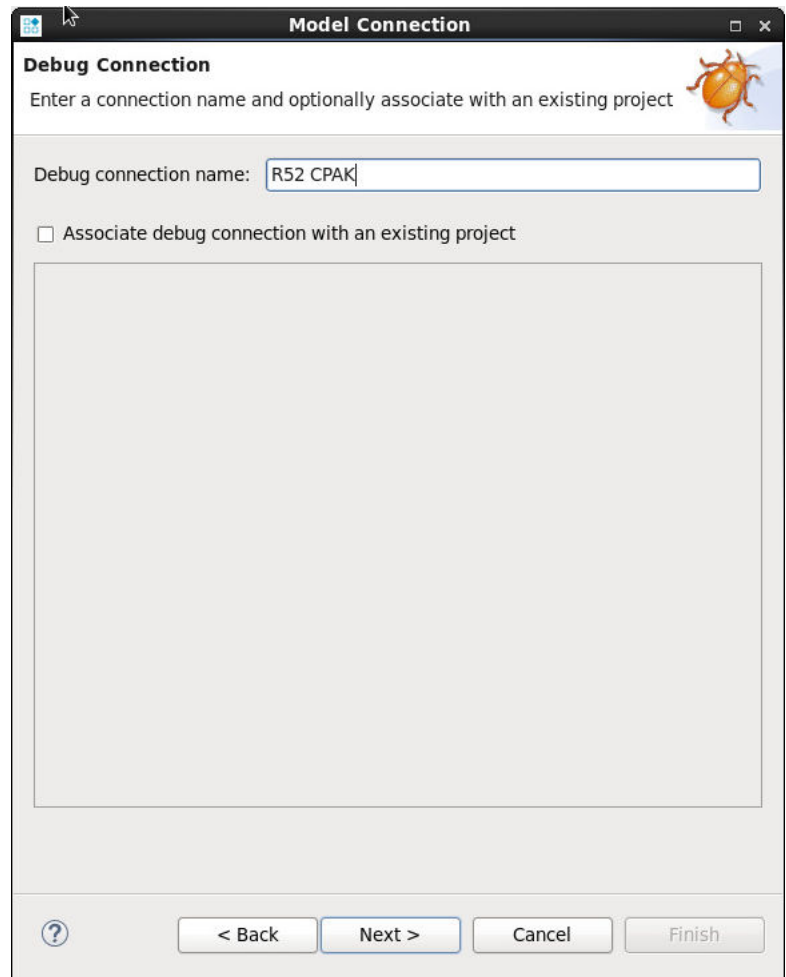 Model Connection
Debug Connection
Enter a connection name and optionally associate with an existing project
Debug connection name: R52 CPAK
Associate debug connection with an existing project
? < Back Next > Cancel Finish